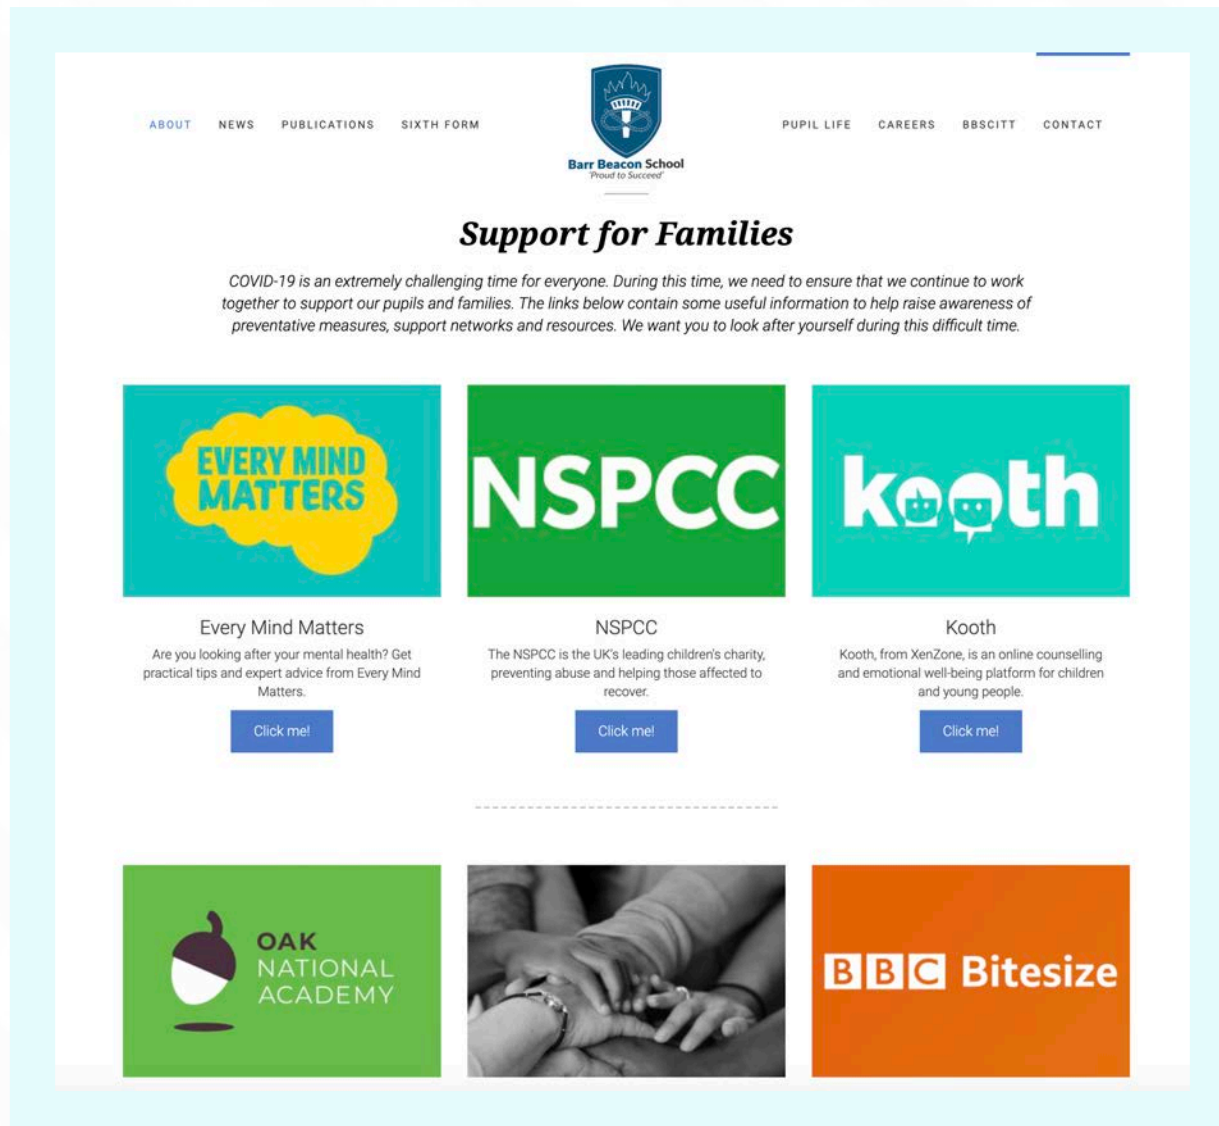 ABOUT NEWS PUBLICATIONS SIXTH FORM
Barr Beacon School
'Proud to Succeed'
PUPIL LIFE CAREERS BBSCITT CONTACT
Support for Families
COVID-19 is an extremely challenging time for everyone. During this time, we need to ensure that we continue to work
together to support our pupils and families. The links below contain some useful information to help raise awareness of
preventative measures, support networks and resources. We want you to look after yourself during this difficult time.
EVERY MIND
MATTERS
NSPCC
kooth
Every Mind Matters
Are you looking after your mental health? Get
practical tips and expert advice from Every Mind
Matters.
Click me!
NSPCC
The NSPCC is the UK's leading children's charity,
preventing abuse and helping those affected to
recover.
Click me!
Kooth
Kooth, from XenZone, is an online counselling
and emotional well-being platform for children
and young people.
Click me!
OAK
NATIONAL
ACADEMY
BBC Bitesize